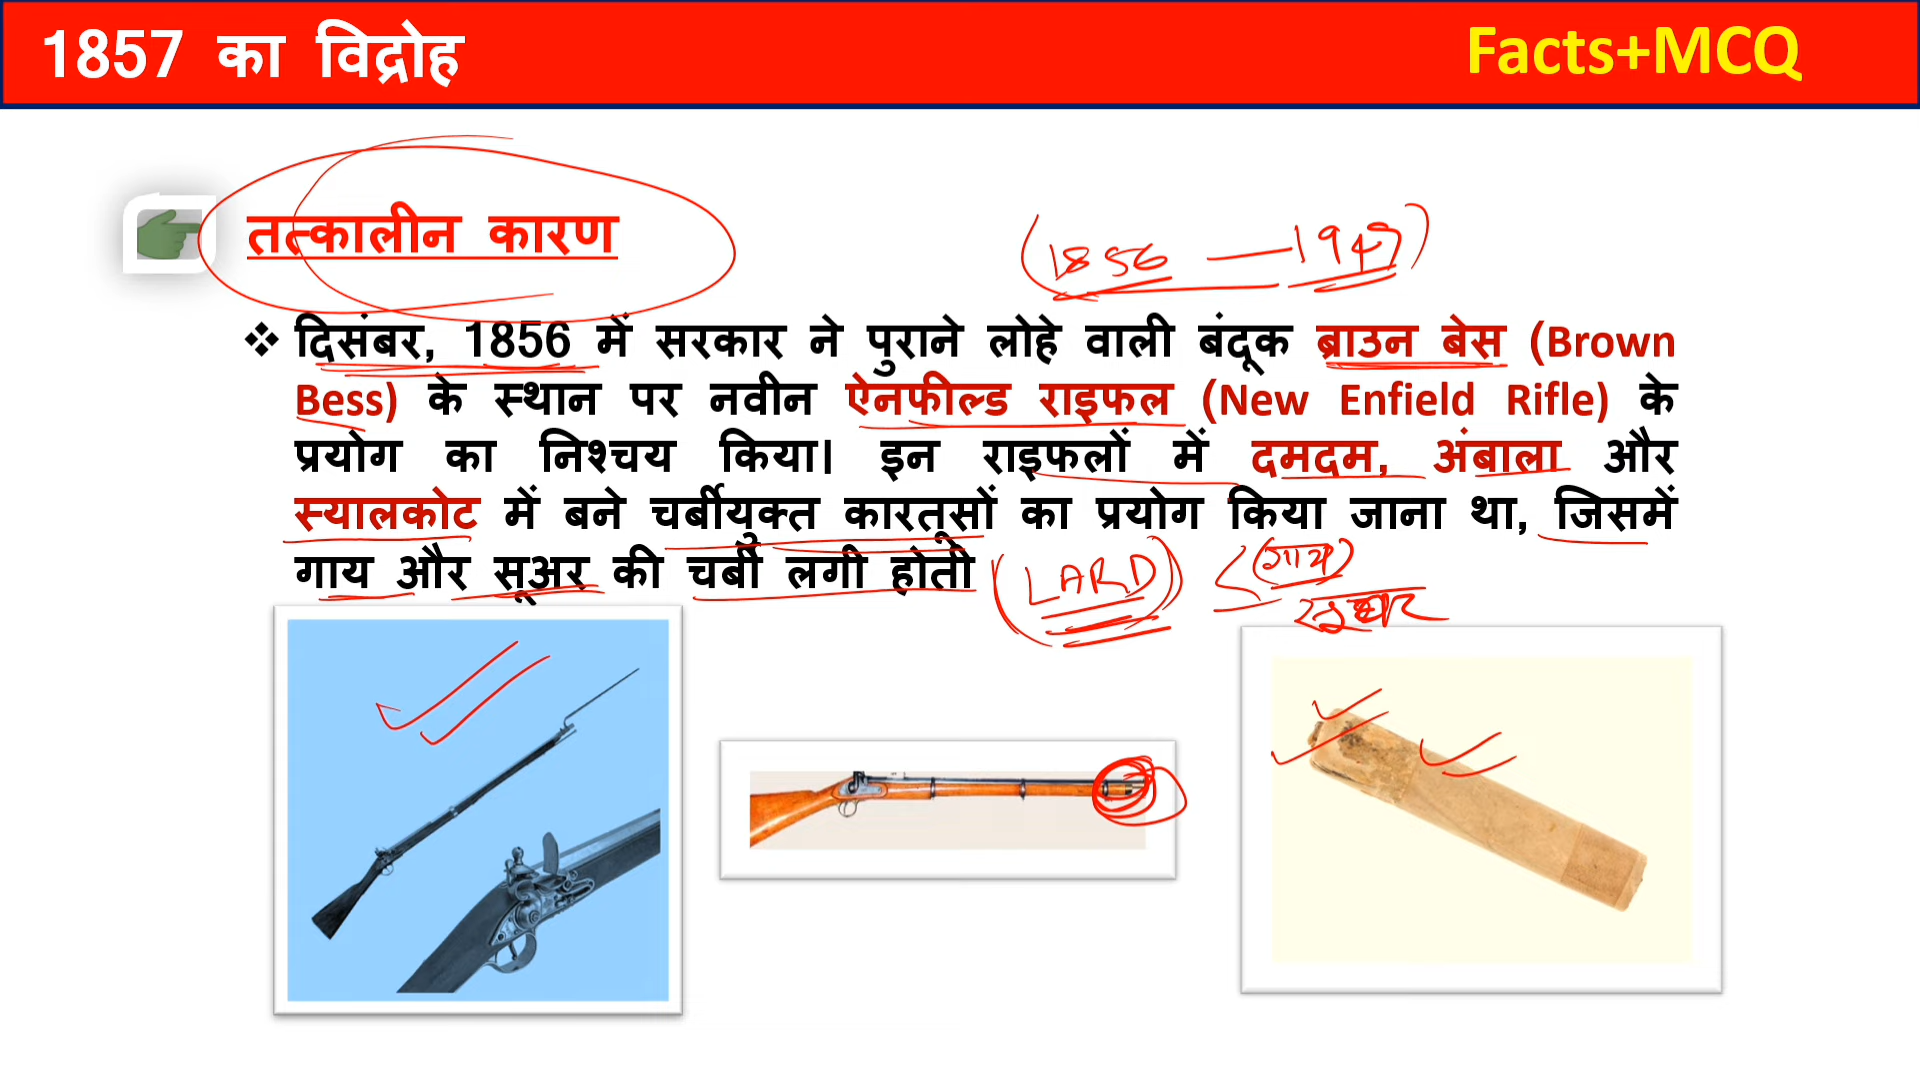 1857 का विद्रोह
Facts+MCQ
तत्कालीन कारण
(1856 — 1947)
❖ दिसंबर, 1856 में सरकार ने पुराने लोहे वाली बंदूक ब्राउन बेस (Brown
Bess) के स्थान पर नवीन ऐनफील्ड राइफल (New Enfield Rifle) के
प्रयोग का निश्चय किया। इन राइफलों में दमदम, अंबाला और
स्यालकोट में बने चर्बीयुक्त कारतूसों का प्रयोग किया जाना था, जिसमें
गाय और सूअर की चर्बी लगी होती
(LARD)
(गाय)